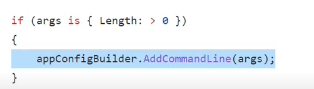 if (args is { Length: > 0 })
{
    appConfigBuilder.AddCommandLine(args);
}